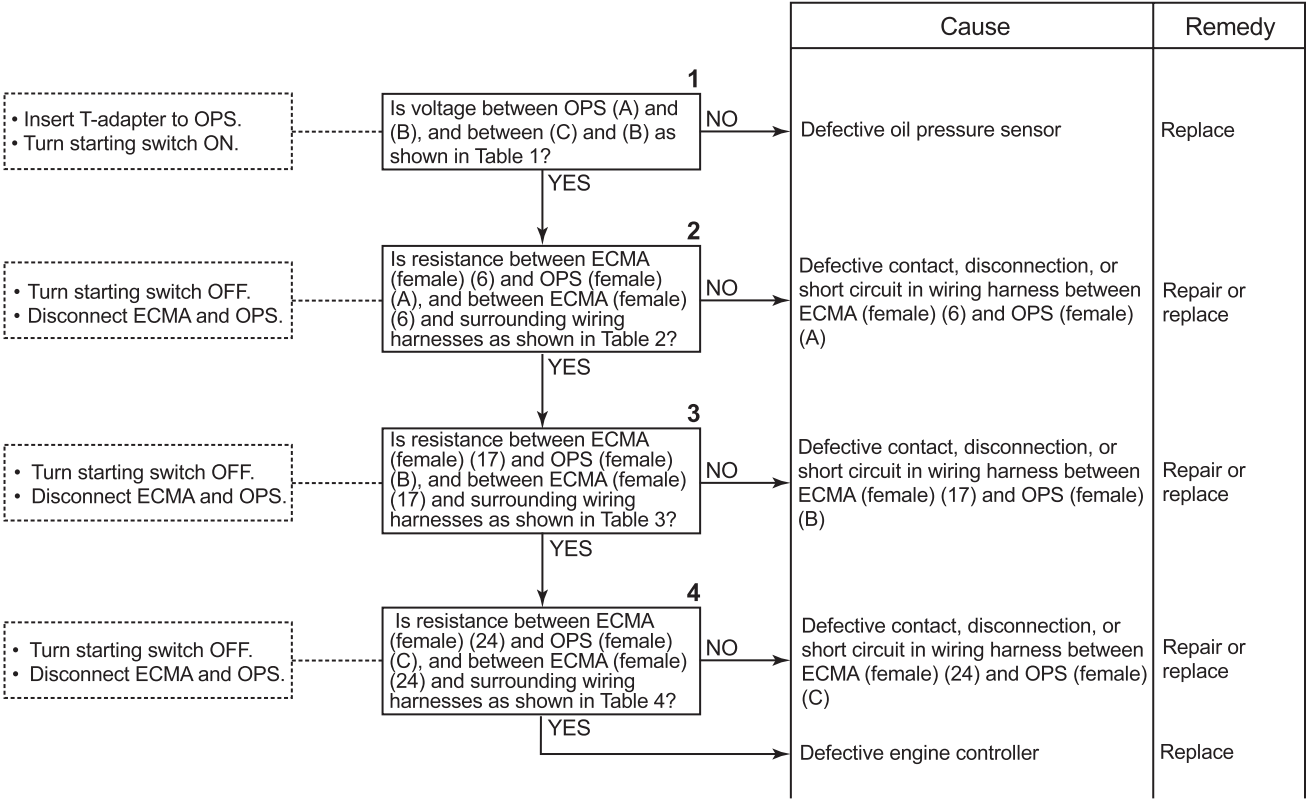 Cause
Remedy
1
• Insert T-adapter to OPS.
• Turn starting switch ON.
Is voltage between OPS (A) and
(B), and between (C) and (B) as
shown in Table 1?
NO
Defective oil pressure sensor
Replace
YES
2
• Turn starting switch OFF.
• Disconnect ECMA and OPS.
Is resistance between ECMA
(female) (6) and OPS (female)
(A), and between ECMA (female)
(6) and surrounding wiring
harnesses as shown in Table 2?
NO
Defective contact, disconnection, or
short circuit in wiring harness between
ECMA (female) (6) and OPS (female)
(A)
Repair or
replace
YES
3
• Turn starting switch OFF.
• Disconnect ECMA and OPS.
Is resistance between ECMA
(female) (17) and OPS (female)
(B), and between ECMA (female)
(17) and surrounding wiring
harnesses as shown in Table 3?
NO
Defective contact, disconnection, or
short circuit in wiring harness between
ECMA (female) (17) and OPS (female)
(B)
Repair or
replace
YES
4
• Turn starting switch OFF.
• Disconnect ECMA and OPS.
Is resistance between ECMA
(female) (24) and OPS (female)
(C), and between ECMA (female)
(24) and surrounding wiring
harnesses as shown in Table 4?
NO
Defective contact, disconnection, or
short circuit in wiring harness between
ECMA (female) (24) and OPS (female)
(C)
Repair or
replace
YES
Defective engine controller
Replace